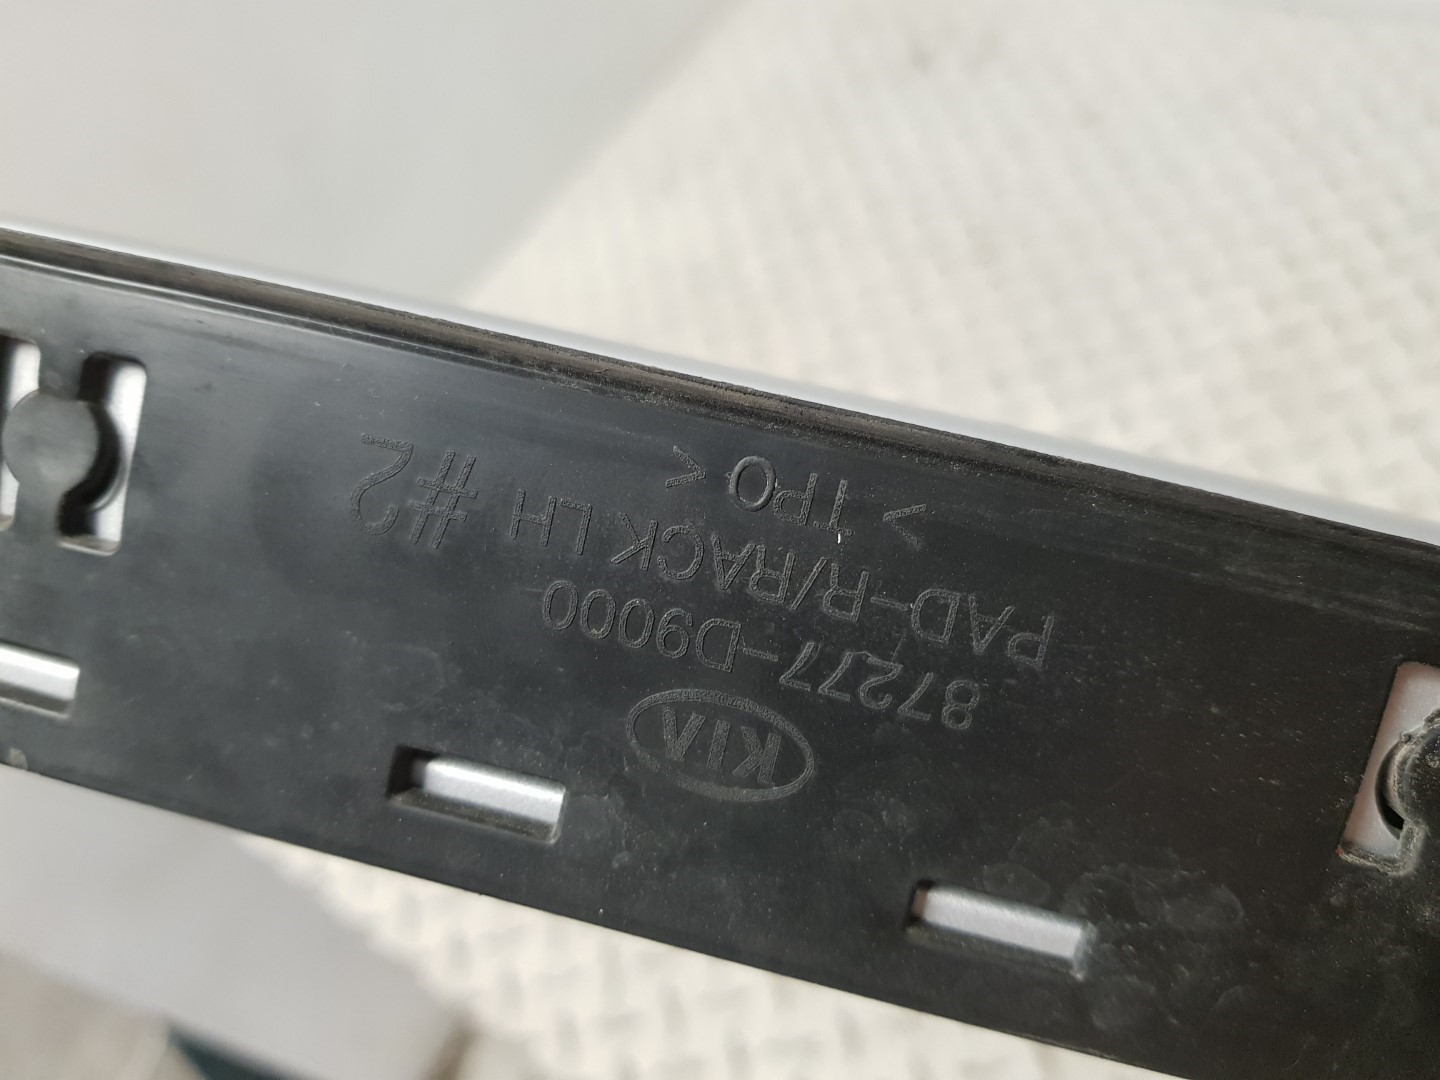 KIA
87277-D9000
PAD-R/RACK LH #2
> TPO <